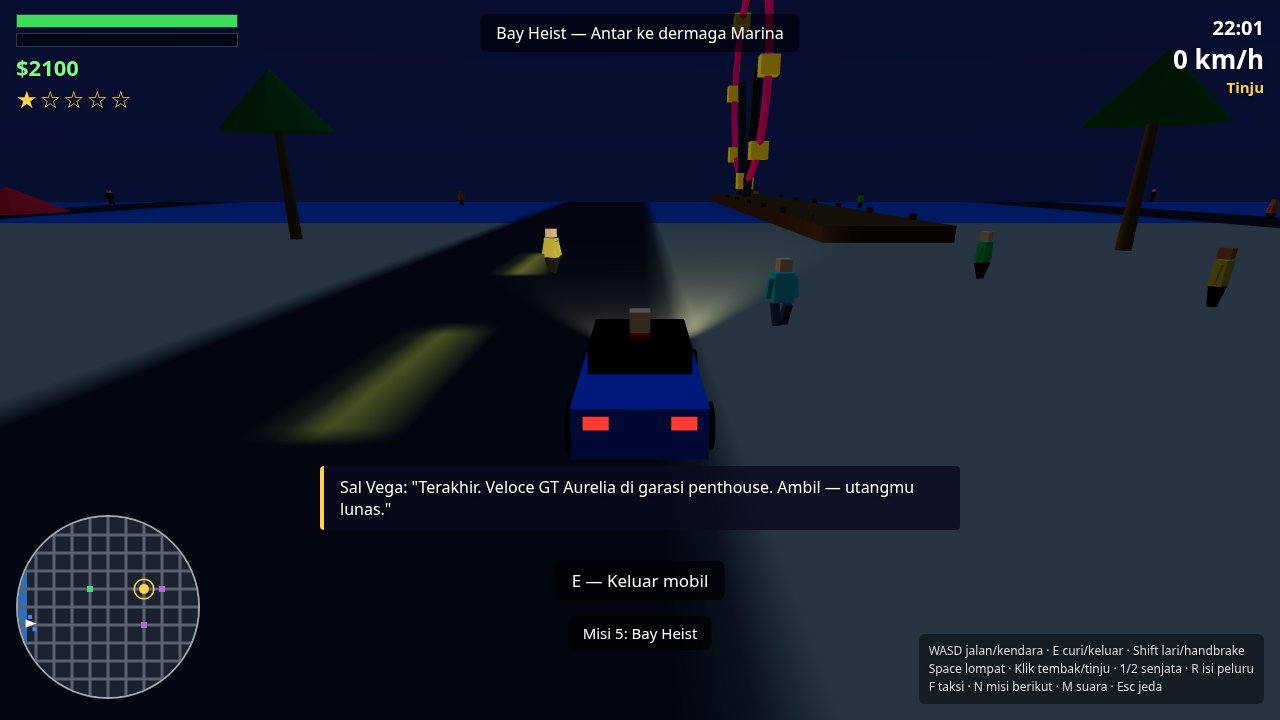 Bay Heist — Antar ke dermaga Marina
22:01
0 km/h
Tinju
$2100
★☆☆☆☆
Sal Vega: "Terakhir. Veloce GT Aurelia di garasi penthouse. Ambil — utangmu
lunas."
E — Keluar mobil
Misi 5: Bay Heist
WASD jalan/kendara · E curi/keluar · Shift lari/handbrake
Space lompat · Klik tembak/tinju · 1/2 senjata · R isi peluru
F taksi · N misi berikut · M suara · Esc jeda